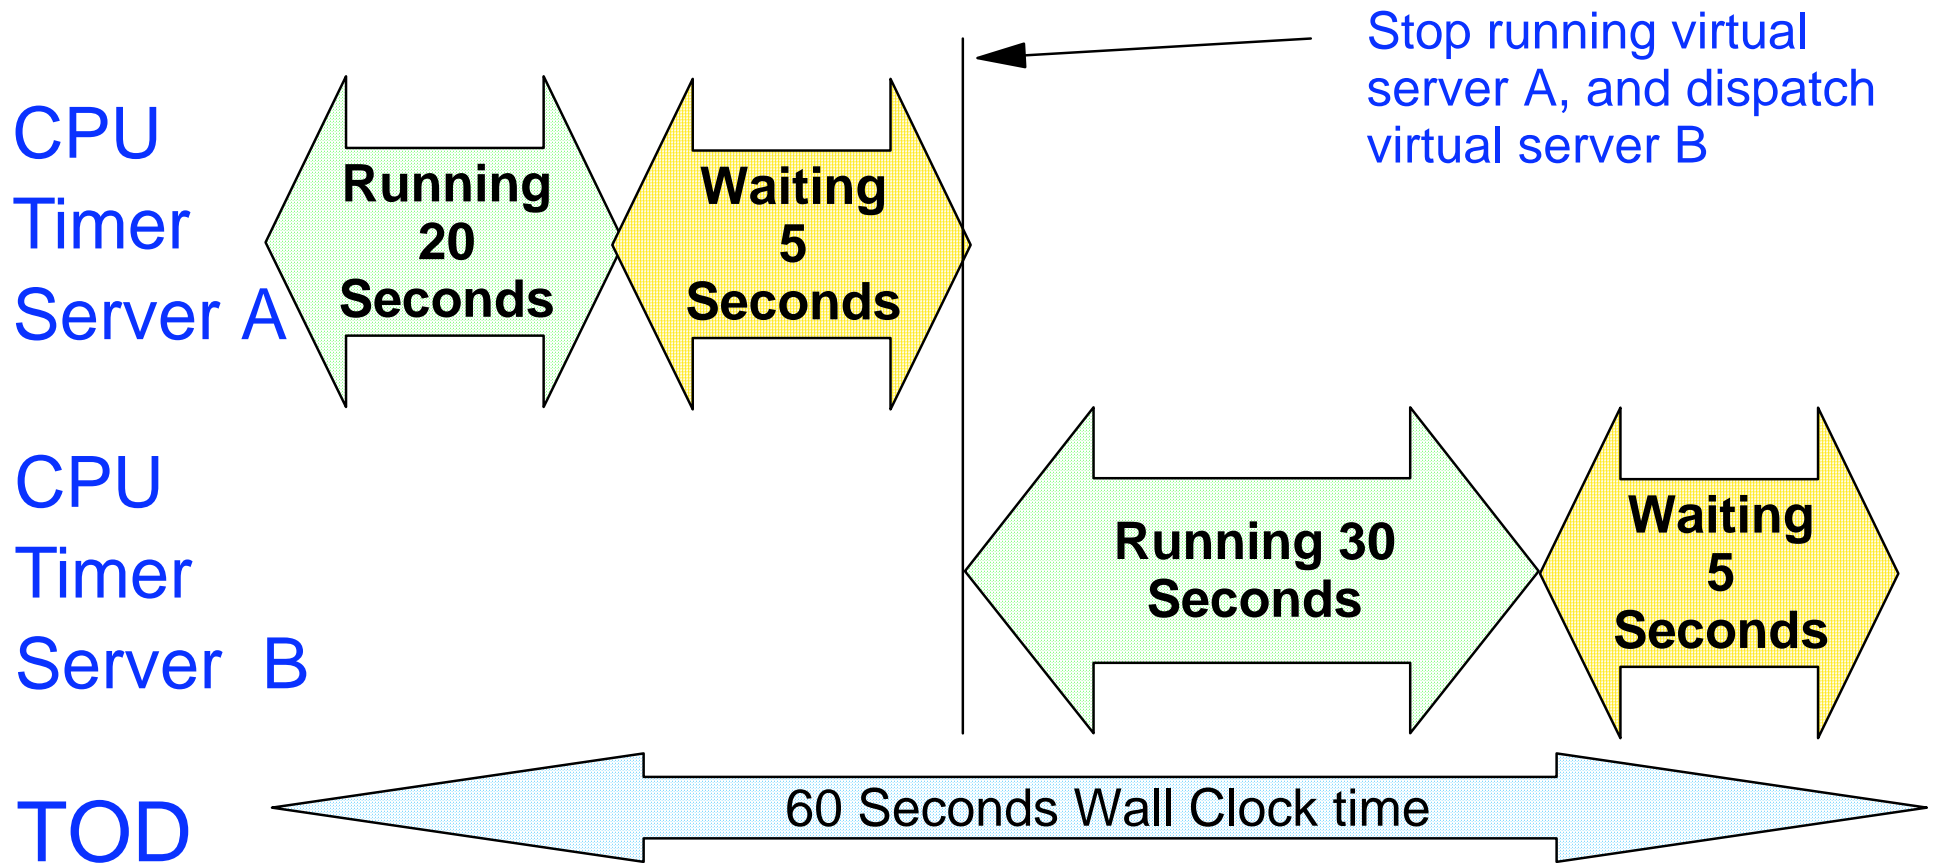 Stop running virtual
server A, and dispatch
virtual server B
CPU
Timer
Server A
Running
20
Seconds
Waiting
5
Seconds
CPU
Timer
Server B
Running 30
Seconds
Waiting
5
Seconds
TOD
60 Seconds Wall Clock time